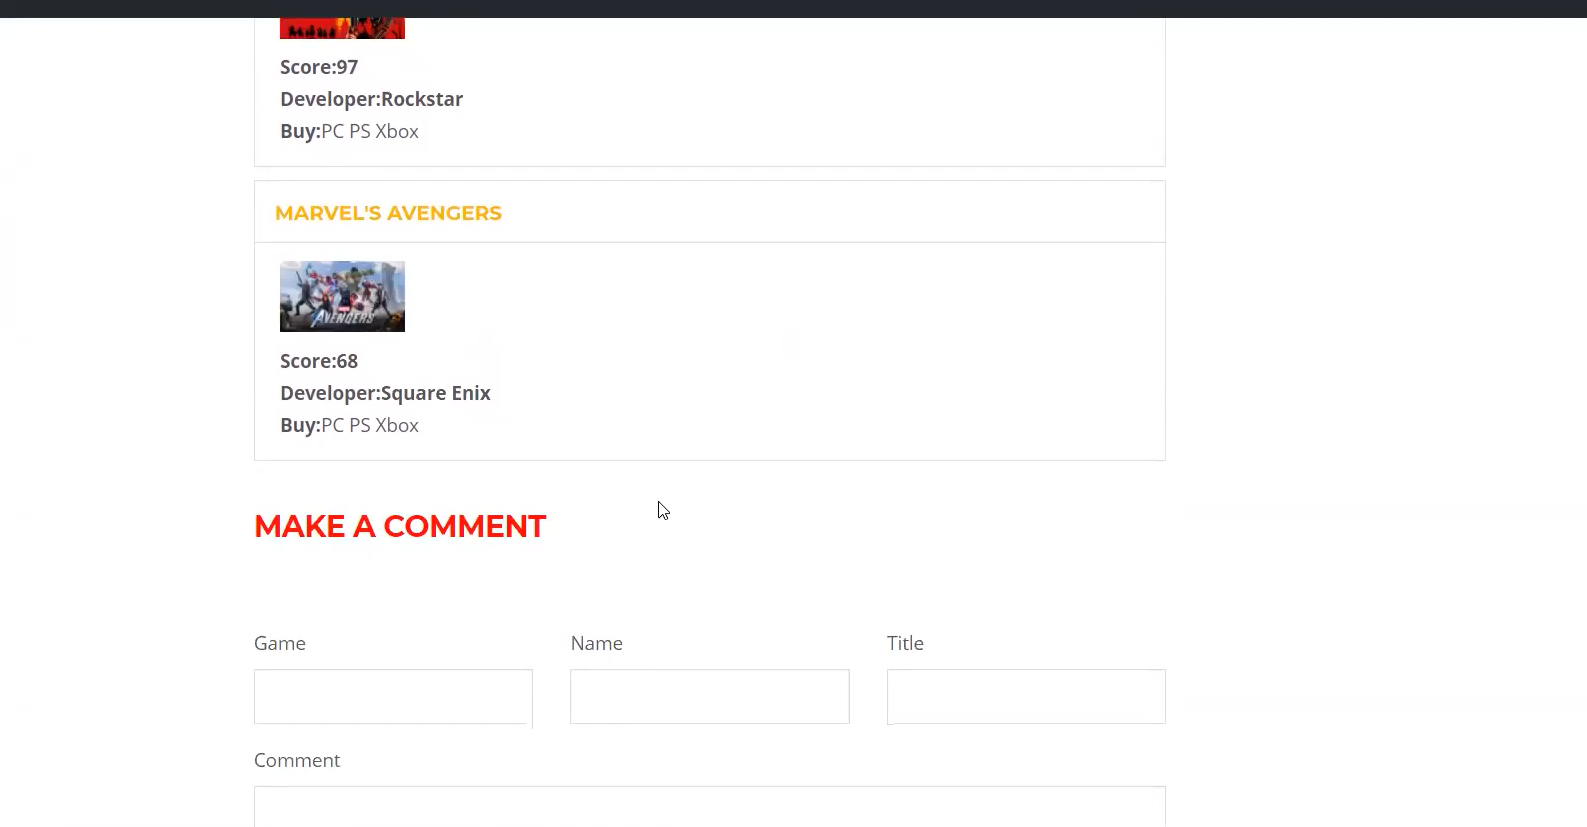 Score:97
Developer:Rockstar
Buy:PC PS Xbox
MARVEL'S AVENGERS
AVENGERS
Score:68
Developer:Square Enix
Buy:PC PS Xbox
MAKE A COMMENT
Game
Name
Title
Comment